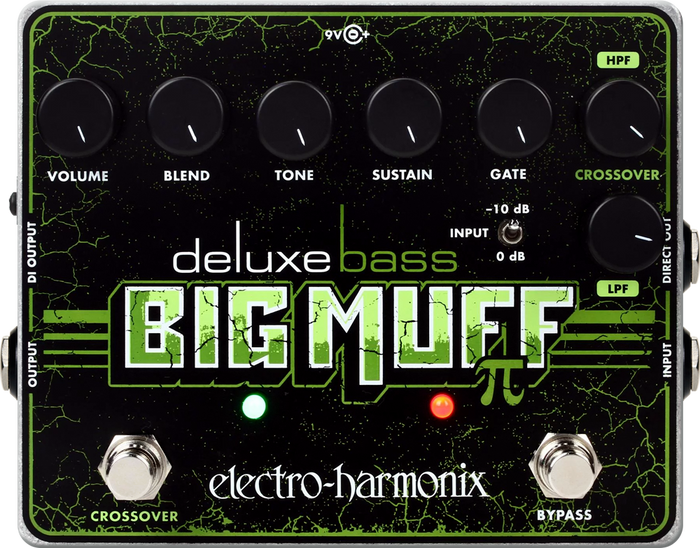 9V +
HPF
VOLUME
BLEND
TONE
SUSTAIN
GATE
CROSSOVER
-10 dB
INPUT
0 dB
DI OUTPUT
DIRECT OUT
deluxe bass
LPF
BIG MUFF
π
OUTPUT
INPUT
electro-harmonix
CROSSOVER
BYPASS